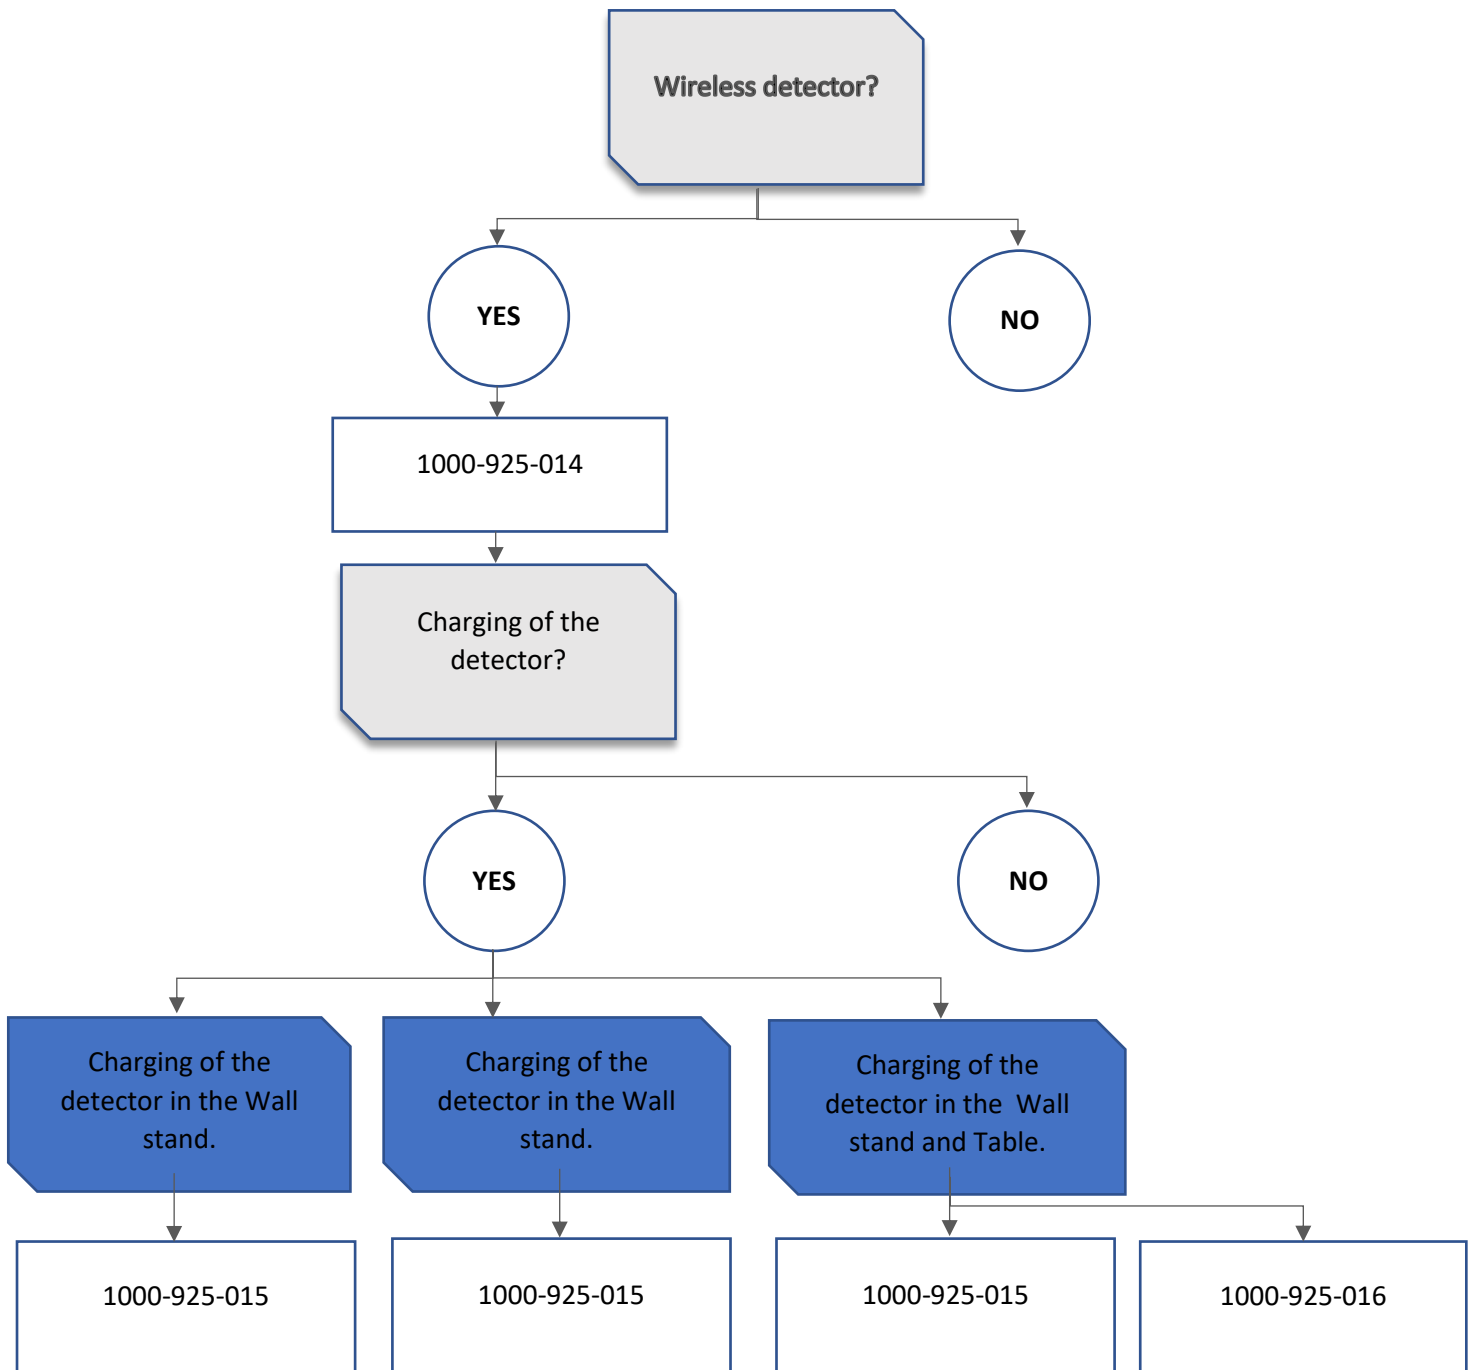 Wireless detector?
YES
NO
1000-925-014
Charging of the
detector?
YES
NO
Charging of the
detector in the Wall
stand.
Charging of the
detector in the Wall
stand.
Charging of the
detector in the  Wall
stand and Table.
1000-925-015
1000-925-015
1000-925-015
1000-925-016